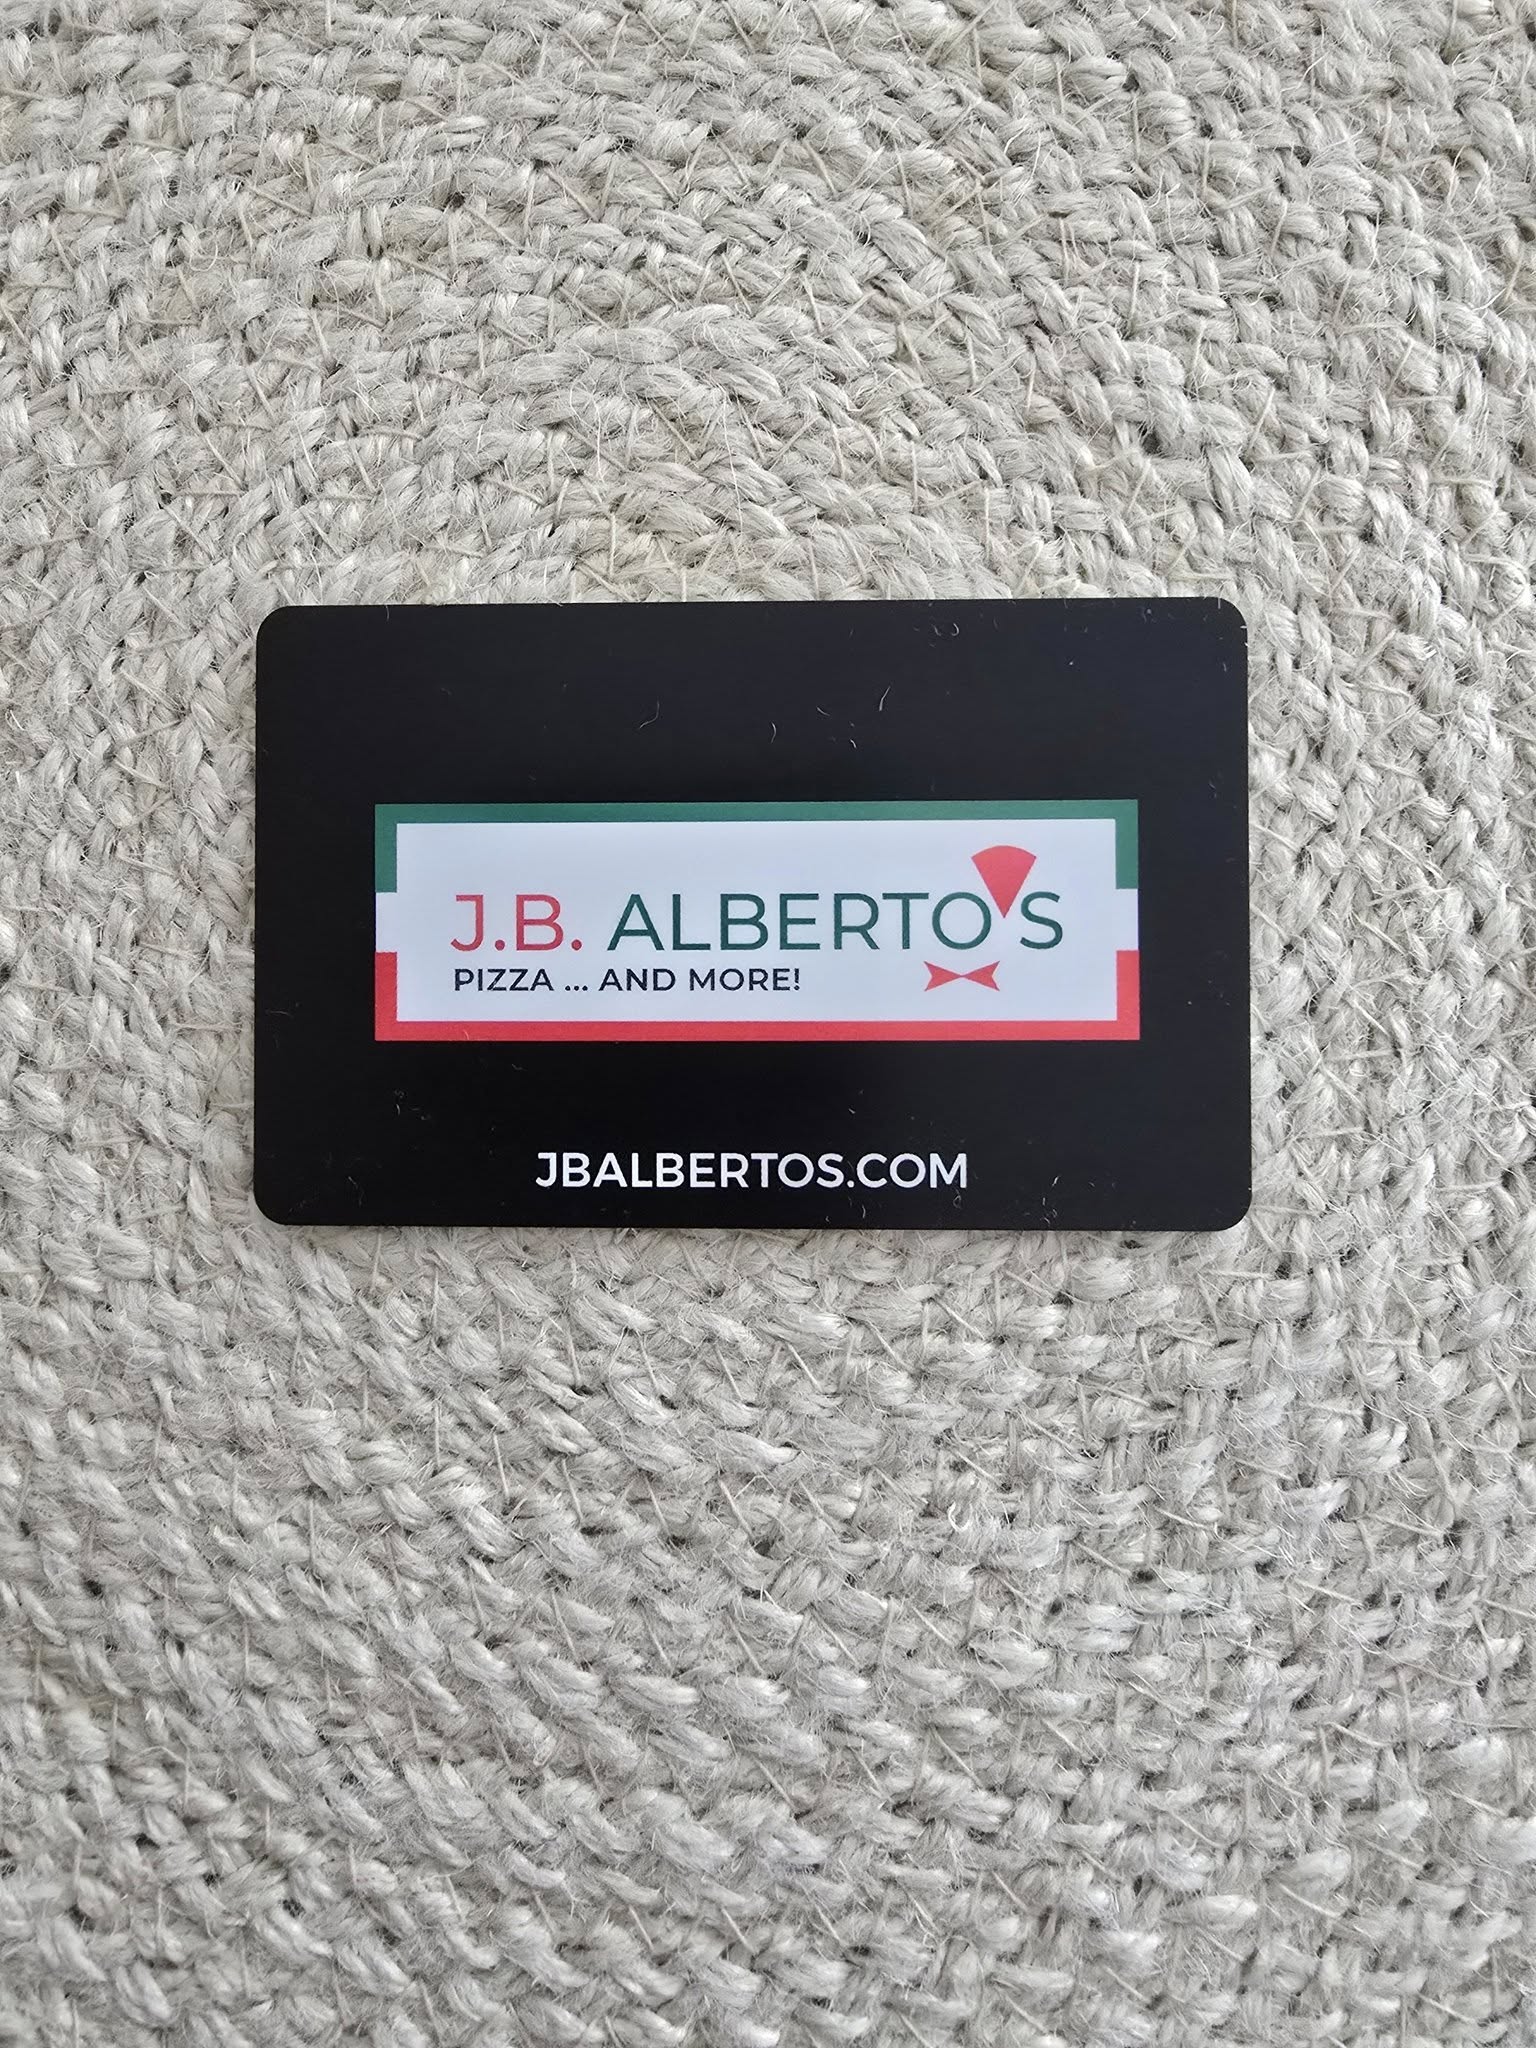 J.B. ALBERTO'S
PIZZA ... AND MORE!
JBALBERTOS.COM